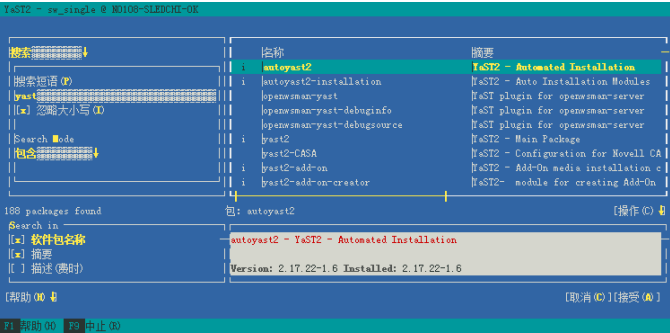 YaST2 - sw_single @ N0108-SLEDCHI-OK
搜索↓
名称 摘要
i autoyast2 YaST2 - Automated Installation
搜索短语(P)
i autoyast2-installation YaST2 - Auto Installation Modules
yast
openwsman-yast YaST plugin for openwsman-server
[x] 忽略大小写(I)
openwsman-yast-debuginfo YaST plugin for openwsman-server
openwsman-yast-debugsource YaST plugin for openwsman-server
Search Mode
i yast2 YaST2 - Main Package
包含↓
yast2-CASA YaST2 - Configuration for Novell CA
i yast2-add-on YaST2 - Add-On media installation c
i yast2-add-on-creator YaST2- module for creating Add-On
188 packages found
包: autoyast2 [操作(C)↓]
Search in
[x] 软件包名称
autoyast2 - YaST2 - Automated Installation
[x] 摘要
[ ] 描述(费时)
Version: 2.17.22-1.6 Installed: 2.17.22-1.6
[帮助(H)↓] [取消(C)][接受(A)]
F1 帮助(H) F9 中止(R)